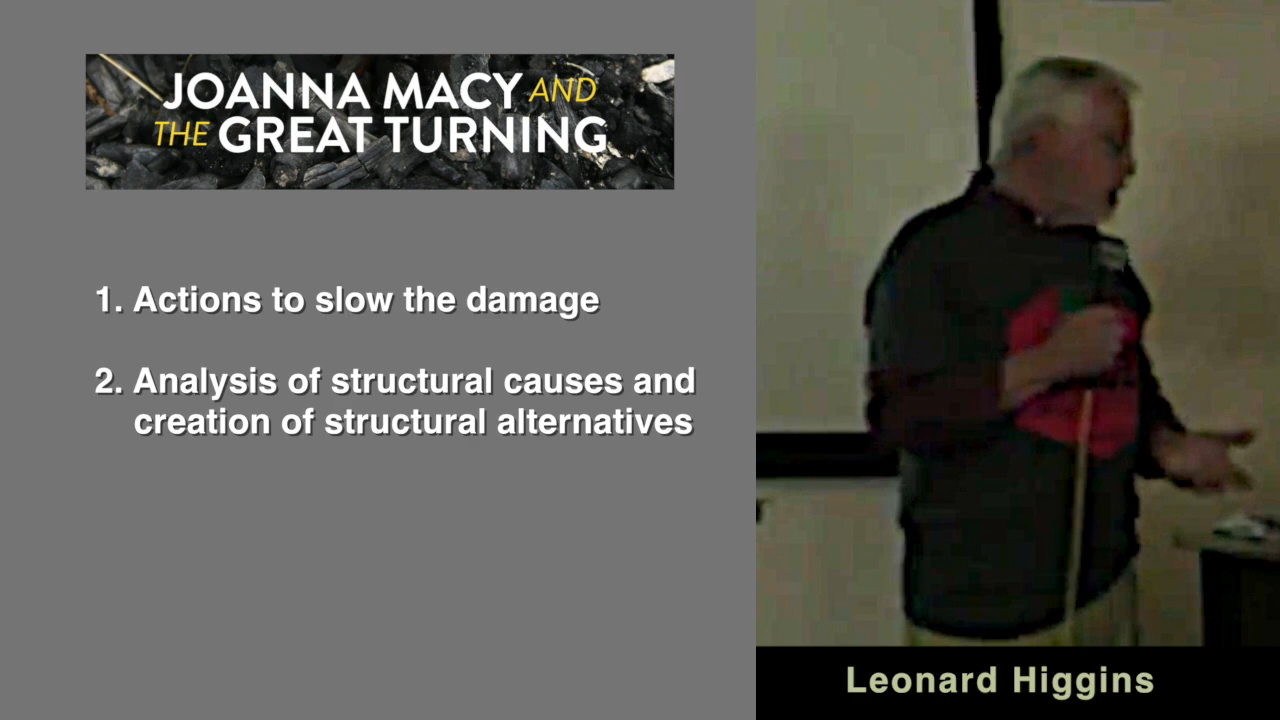 JOANNA MACY AND
THE GREAT TURNING
1. Actions to slow the damage
2. Analysis of structural causes and
creation of structural alternatives
Leonard Higgins